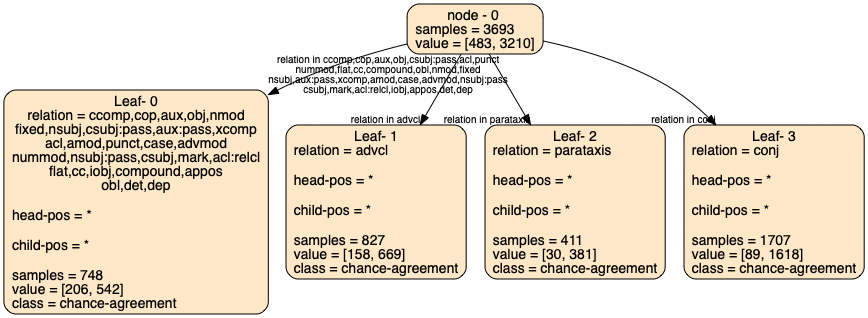 node - 0
samples = 3693
value = [483, 3210]
relation in ccomp,cop,aux,obj,csubj:pass,acl,punct
nummod,flat,cc,compound,obl,nmod,fixed
nsubj,aux:pass,xcomp,amod,case,advmod,nsubj:pass
csubj,mark,acl:relcl,iobj,appos,det,dep
relation in advcl
relation in parataxis
relation in conj
Leaf- 0
relation = ccomp,cop,aux,obj,nmod
fixed,nsubj,csubj:pass,aux:pass,xcomp
acl,amod,punct,case,advmod
nummod,nsubj:pass,csubj,mark,acl:relcl
flat,cc,iobj,compound,appos
obl,det,dep
head-pos = *
child-pos = *
samples = 748
value = [206, 542]
class = chance-agreement
Leaf- 1
relation = advcl
head-pos = *
child-pos = *
samples = 827
value = [158, 669]
class = chance-agreement
Leaf- 2
relation = parataxis
head-pos = *
child-pos = *
samples = 411
value = [30, 381]
class = chance-agreement
Leaf- 3
relation = conj
head-pos = *
child-pos = *
samples = 1707
value = [89, 1618]
class = chance-agreement